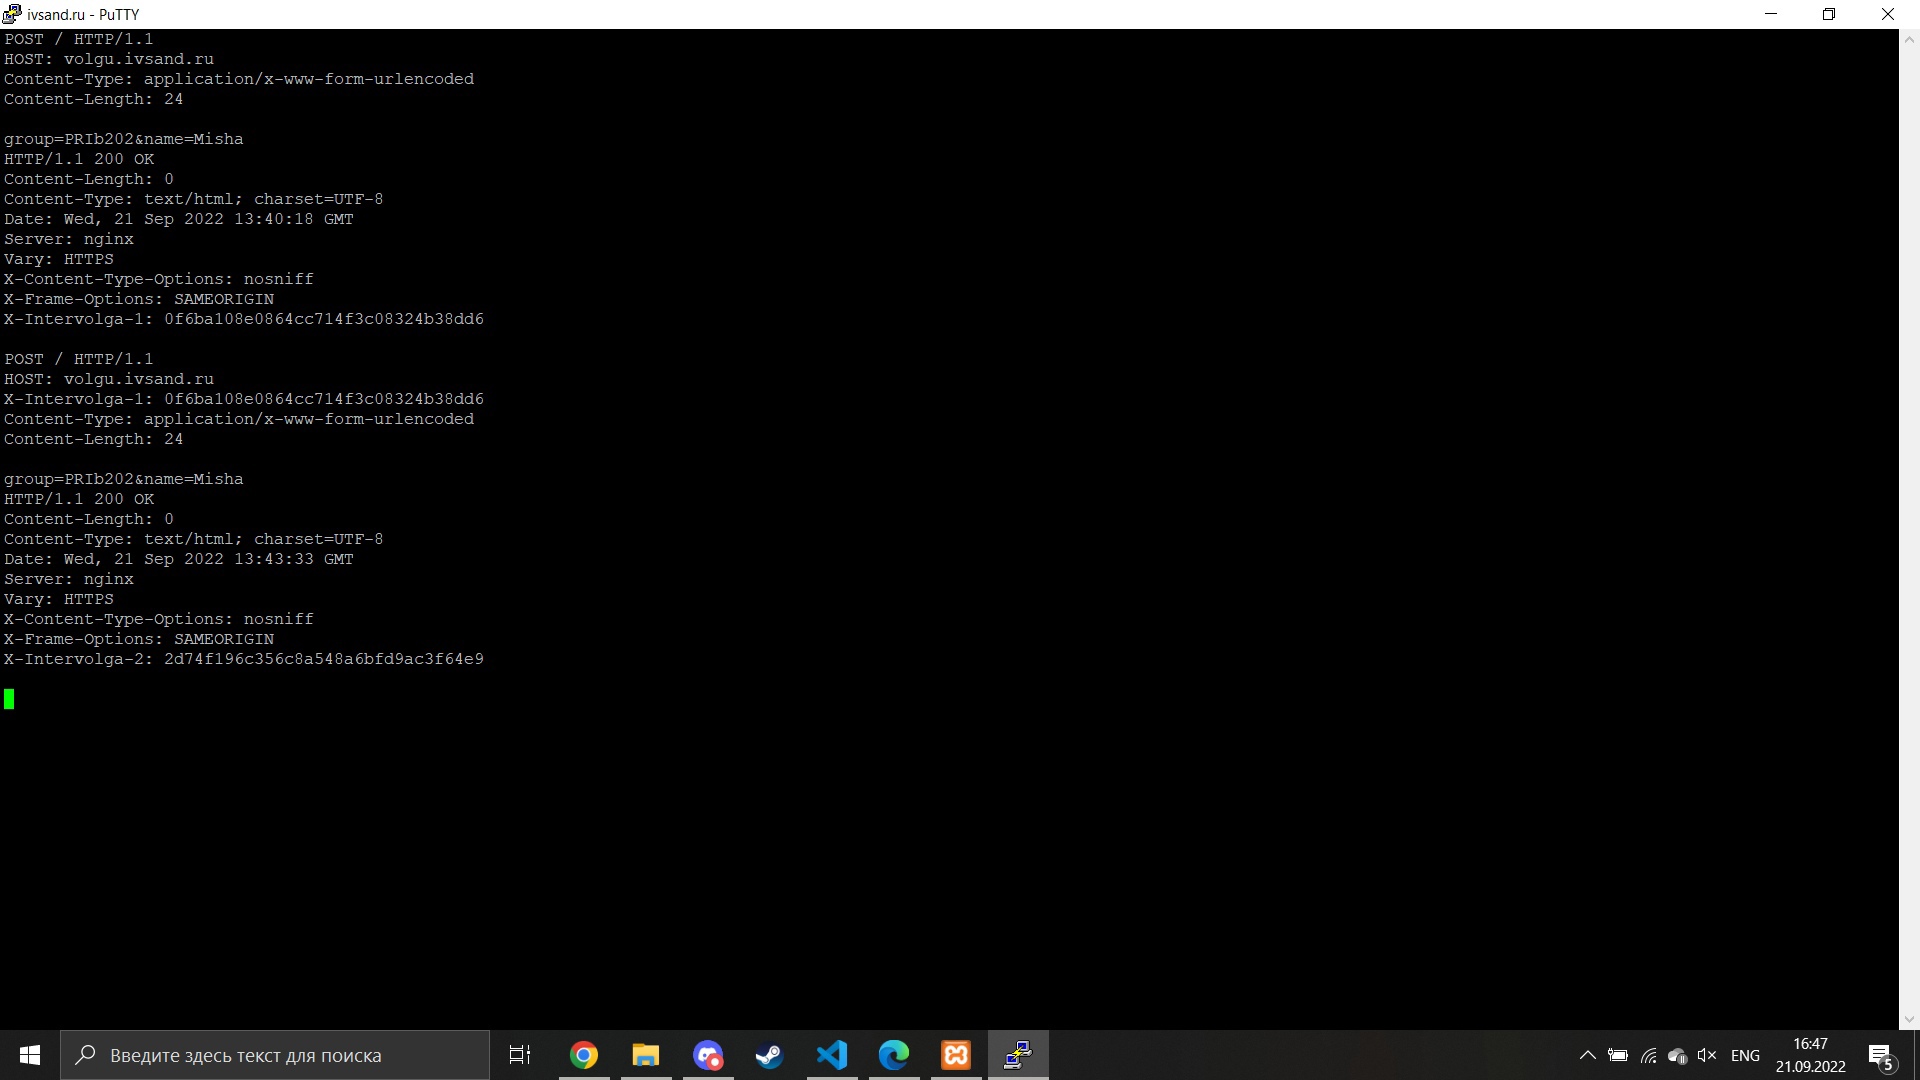 ivsand.ru - PuTTY
POST / HTTP/1.1
HOST: volgu.ivsand.ru
Content-Type: application/x-www-form-urlencoded
Content-Length: 24
group=PRIb202&name=Misha
HTTP/1.1 200 OK
Content-Length: 0
Content-Type: text/html; charset=UTF-8
Date: Wed, 21 Sep 2022 13:40:18 GMT
Server: nginx
Vary: HTTPS
X-Content-Type-Options: nosniff
X-Frame-Options: SAMEORIGIN
X-Intervolga-1: 0f6ba108e0864cc714f3c08324b38dd6
POST / HTTP/1.1
HOST: volgu.ivsand.ru
X-Intervolga-1: 0f6ba108e0864cc714f3c08324b38dd6
Content-Type: application/x-www-form-urlencoded
Content-Length: 24
group=PRIb202&name=Misha
HTTP/1.1 200 OK
Content-Length: 0
Content-Type: text/html; charset=UTF-8
Date: Wed, 21 Sep 2022 13:43:33 GMT
Server: nginx
Vary: HTTPS
X-Content-Type-Options: nosniff
X-Frame-Options: SAMEORIGIN
X-Intervolga-2: 2d74f196c356c8a548a6bfd9ac3f64e9
Введите здесь текст для поиска
ENG
16:47
21.09.2022
5